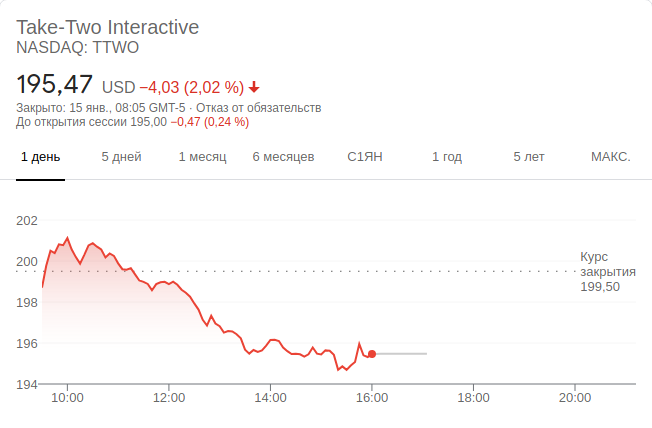 Take-Two Interactive
NASDAQ: TTWO
195,47 USD −4,03 (2,02 %)
Закрыто: 15 янв., 08:05 GMT-5 · Отказ от обязательств
До открытия сессии 195,00 −0,47 (0,24 %)
1 день 5 дней 1 месяц 6 месяцев С1ЯН 1 год 5 лет МАКС.
202
200
198
196
194
Курс
закрытия
199,50
10:00 12:00 14:00 16:00 18:00 20:00